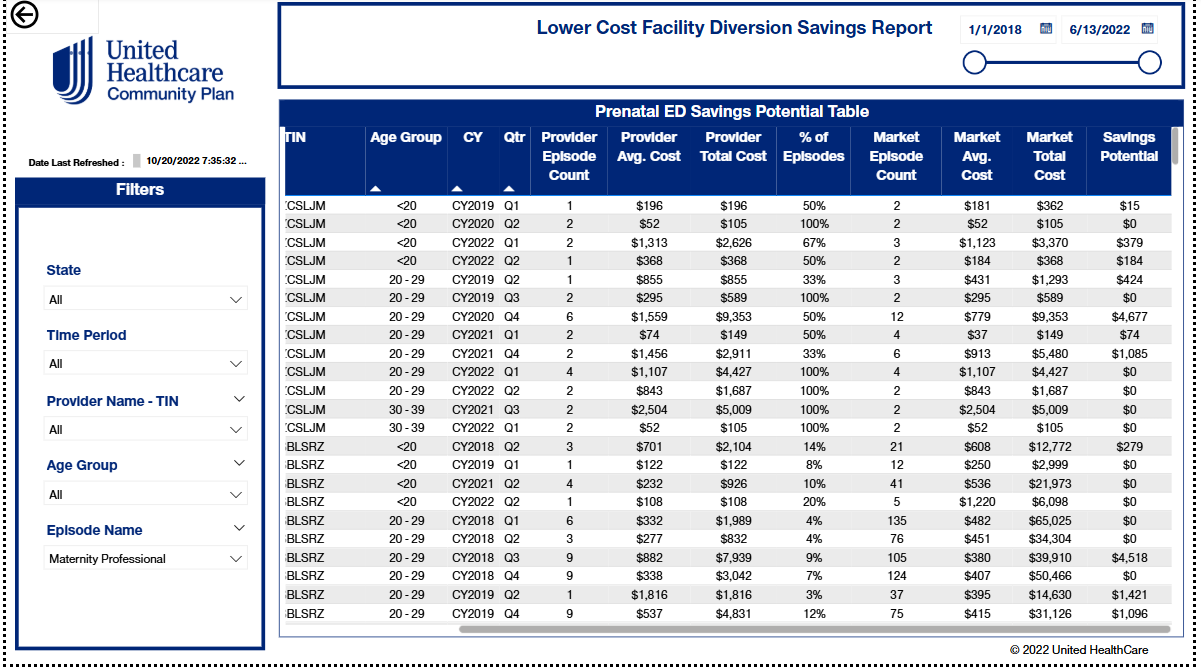 Lower Cost Facility Diversion Savings Report
1/1/2018 6/13/2022
United
Healthcare
Community Plan
Date Last Refreshed : 10/20/2022 7:35:32 ...
Filters
State
All
Time Period
All
Provider Name - TIN
All
Age Group
All
Episode Name
Maternity Professional
Prenatal ED Savings Potential Table
TIN Age Group CY Qtr Provider Episode Count Provider Avg. Cost Provider Total Cost % of Episodes Market Episode Count Market Avg. Cost Market Total Cost Savings Potential
CSLJM <20 CY2019 Q1 1 $196 $196 50% 2 $181 $362 $15
CSLJM <20 CY2020 Q2 2 $52 $105 100% 2 $52 $105 $0
CSLJM <20 CY2022 Q1 2 $1,313 $2,626 67% 3 $1,123 $3,370 $379
CSLJM <20 CY2022 Q2 1 $368 $368 50% 2 $184 $368 $184
CSLJM 20 - 29 CY2019 Q2 1 $855 $855 33% 3 $431 $1,293 $424
CSLJM 20 - 29 CY2019 Q3 2 $295 $589 100% 2 $295 $589 $0
CSLJM 20 - 29 CY2020 Q4 6 $1,559 $9,353 50% 12 $779 $9,353 $4,677
CSLJM 20 - 29 CY2021 Q1 2 $74 $149 50% 4 $37 $149 $74
CSLJM 20 - 29 CY2021 Q4 2 $1,456 $2,911 33% 6 $913 $5,480 $1,085
CSLJM 20 - 29 CY2022 Q1 4 $1,107 $4,427 100% 4 $1,107 $4,427 $0
CSLJM 20 - 29 CY2022 Q2 2 $843 $1,687 100% 2 $843 $1,687 $0
CSLJM 30 - 39 CY2021 Q3 2 $2,504 $5,009 100% 2 $2,504 $5,009 $0
CSLJM 30 - 39 CY2022 Q1 2 $52 $105 100% 2 $52 $105 $0
BLSRZ <20 CY2018 Q2 3 $701 $2,104 14% 21 $608 $12,772 $279
BLSRZ <20 CY2019 Q1 1 $122 $122 8% 12 $250 $2,999 $0
BLSRZ <20 CY2021 Q2 4 $232 $926 10% 41 $536 $21,973 $0
BLSRZ <20 CY2022 Q2 1 $108 $108 20% 5 $1,220 $6,098 $0
BLSRZ 20 - 29 CY2018 Q1 6 $332 $1,989 4% 135 $482 $65,025 $0
BLSRZ 20 - 29 CY2018 Q2 3 $277 $832 4% 76 $451 $34,304 $0
BLSRZ 20 - 29 CY2018 Q3 9 $882 $7,939 9% 105 $380 $39,910 $4,518
BLSRZ 20 - 29 CY2018 Q4 9 $338 $3,042 7% 124 $407 $50,466 $0
BLSRZ 20 - 29 CY2019 Q2 1 $1,816 $1,816 3% 37 $395 $14,630 $1,421
BLSRZ 20 - 29 CY2019 Q4 9 $537 $4,831 12% 75 $415 $31,126 $1,096
© 2022 United HealthCare